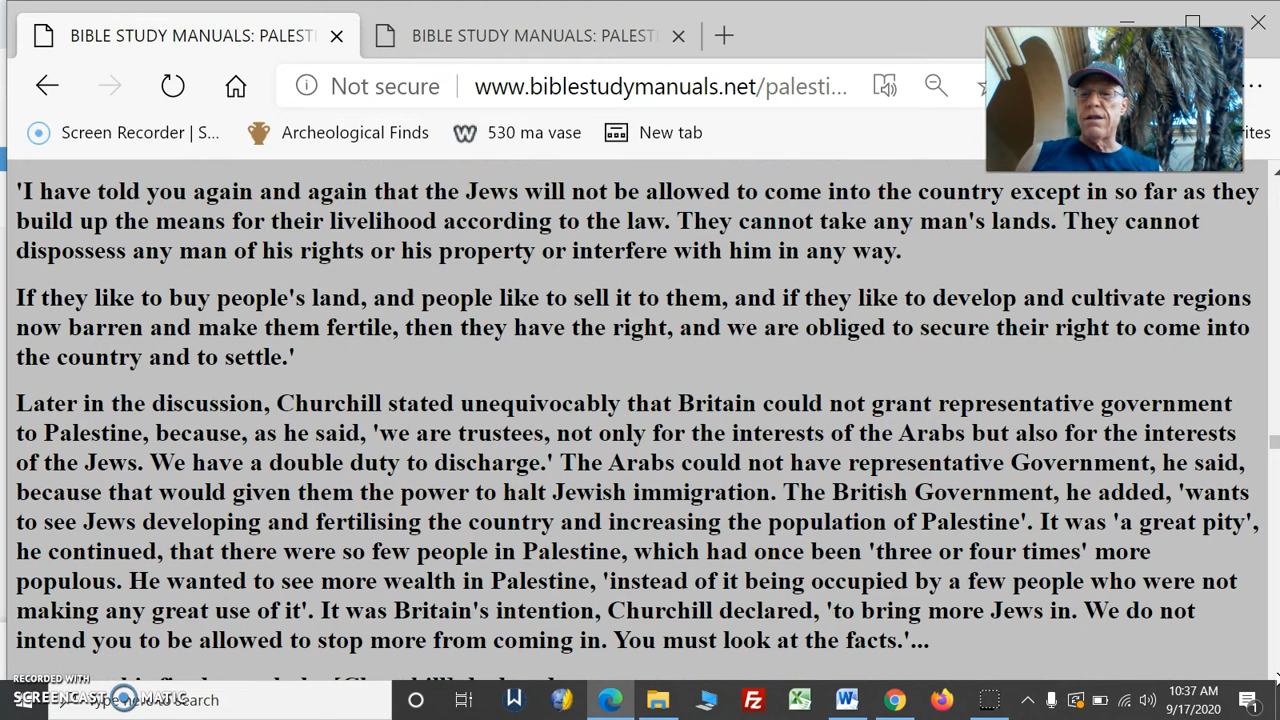 BIBLE STUDY MANUALS: PALESTI
BIBLE STUDY MANUALS: PALEST
Not secure
www.biblestudymanuals.net/palesti...
Screen Recorder | S...
Archeological Finds
530 ma vase
New tab
'I have told you again and again that the Jews will not be allowed to come into the country except in so far as they
build up the means for their livelihood according to the law. They cannot take any man's lands. They cannot
dispossess any man of his rights or his property or interfere with him in any way.
If they like to buy people's land, and people like to sell it to them, and if they like to develop and cultivate regions
now barren and make them fertile, then they have the right, and we are obliged to secure their right to come into
the country and to settle.'
Later in the discussion, Churchill stated unequivocably that Britain could not grant representative government
to Palestine, because, as he said, 'we are trustees, not only for the interests of the Arabs but also for the interests
of the Jews. We have a double duty to discharge.' The Arabs could not have representative Government, he said,
because that would given them the power to halt Jewish immigration. The British Government, he added, 'wants
to see Jews developing and fertilising the country and increasing the population of Palestine'. It was 'a great pity',
he continued, that there were so few people in Palestine, which had once been 'three or four times' more
populous. He wanted to see more wealth in Palestine, 'instead of it being occupied by a few people who were not
making any great use of it'. It was Britain's intention, Churchill declared, 'to bring more Jews in. We do not
intend you to be allowed to stop more from coming in. You must look at the facts.'...
RECORDED WITH
SCREENCAST MATIC
Type here to search
10:37 AM
9/17/2020
1